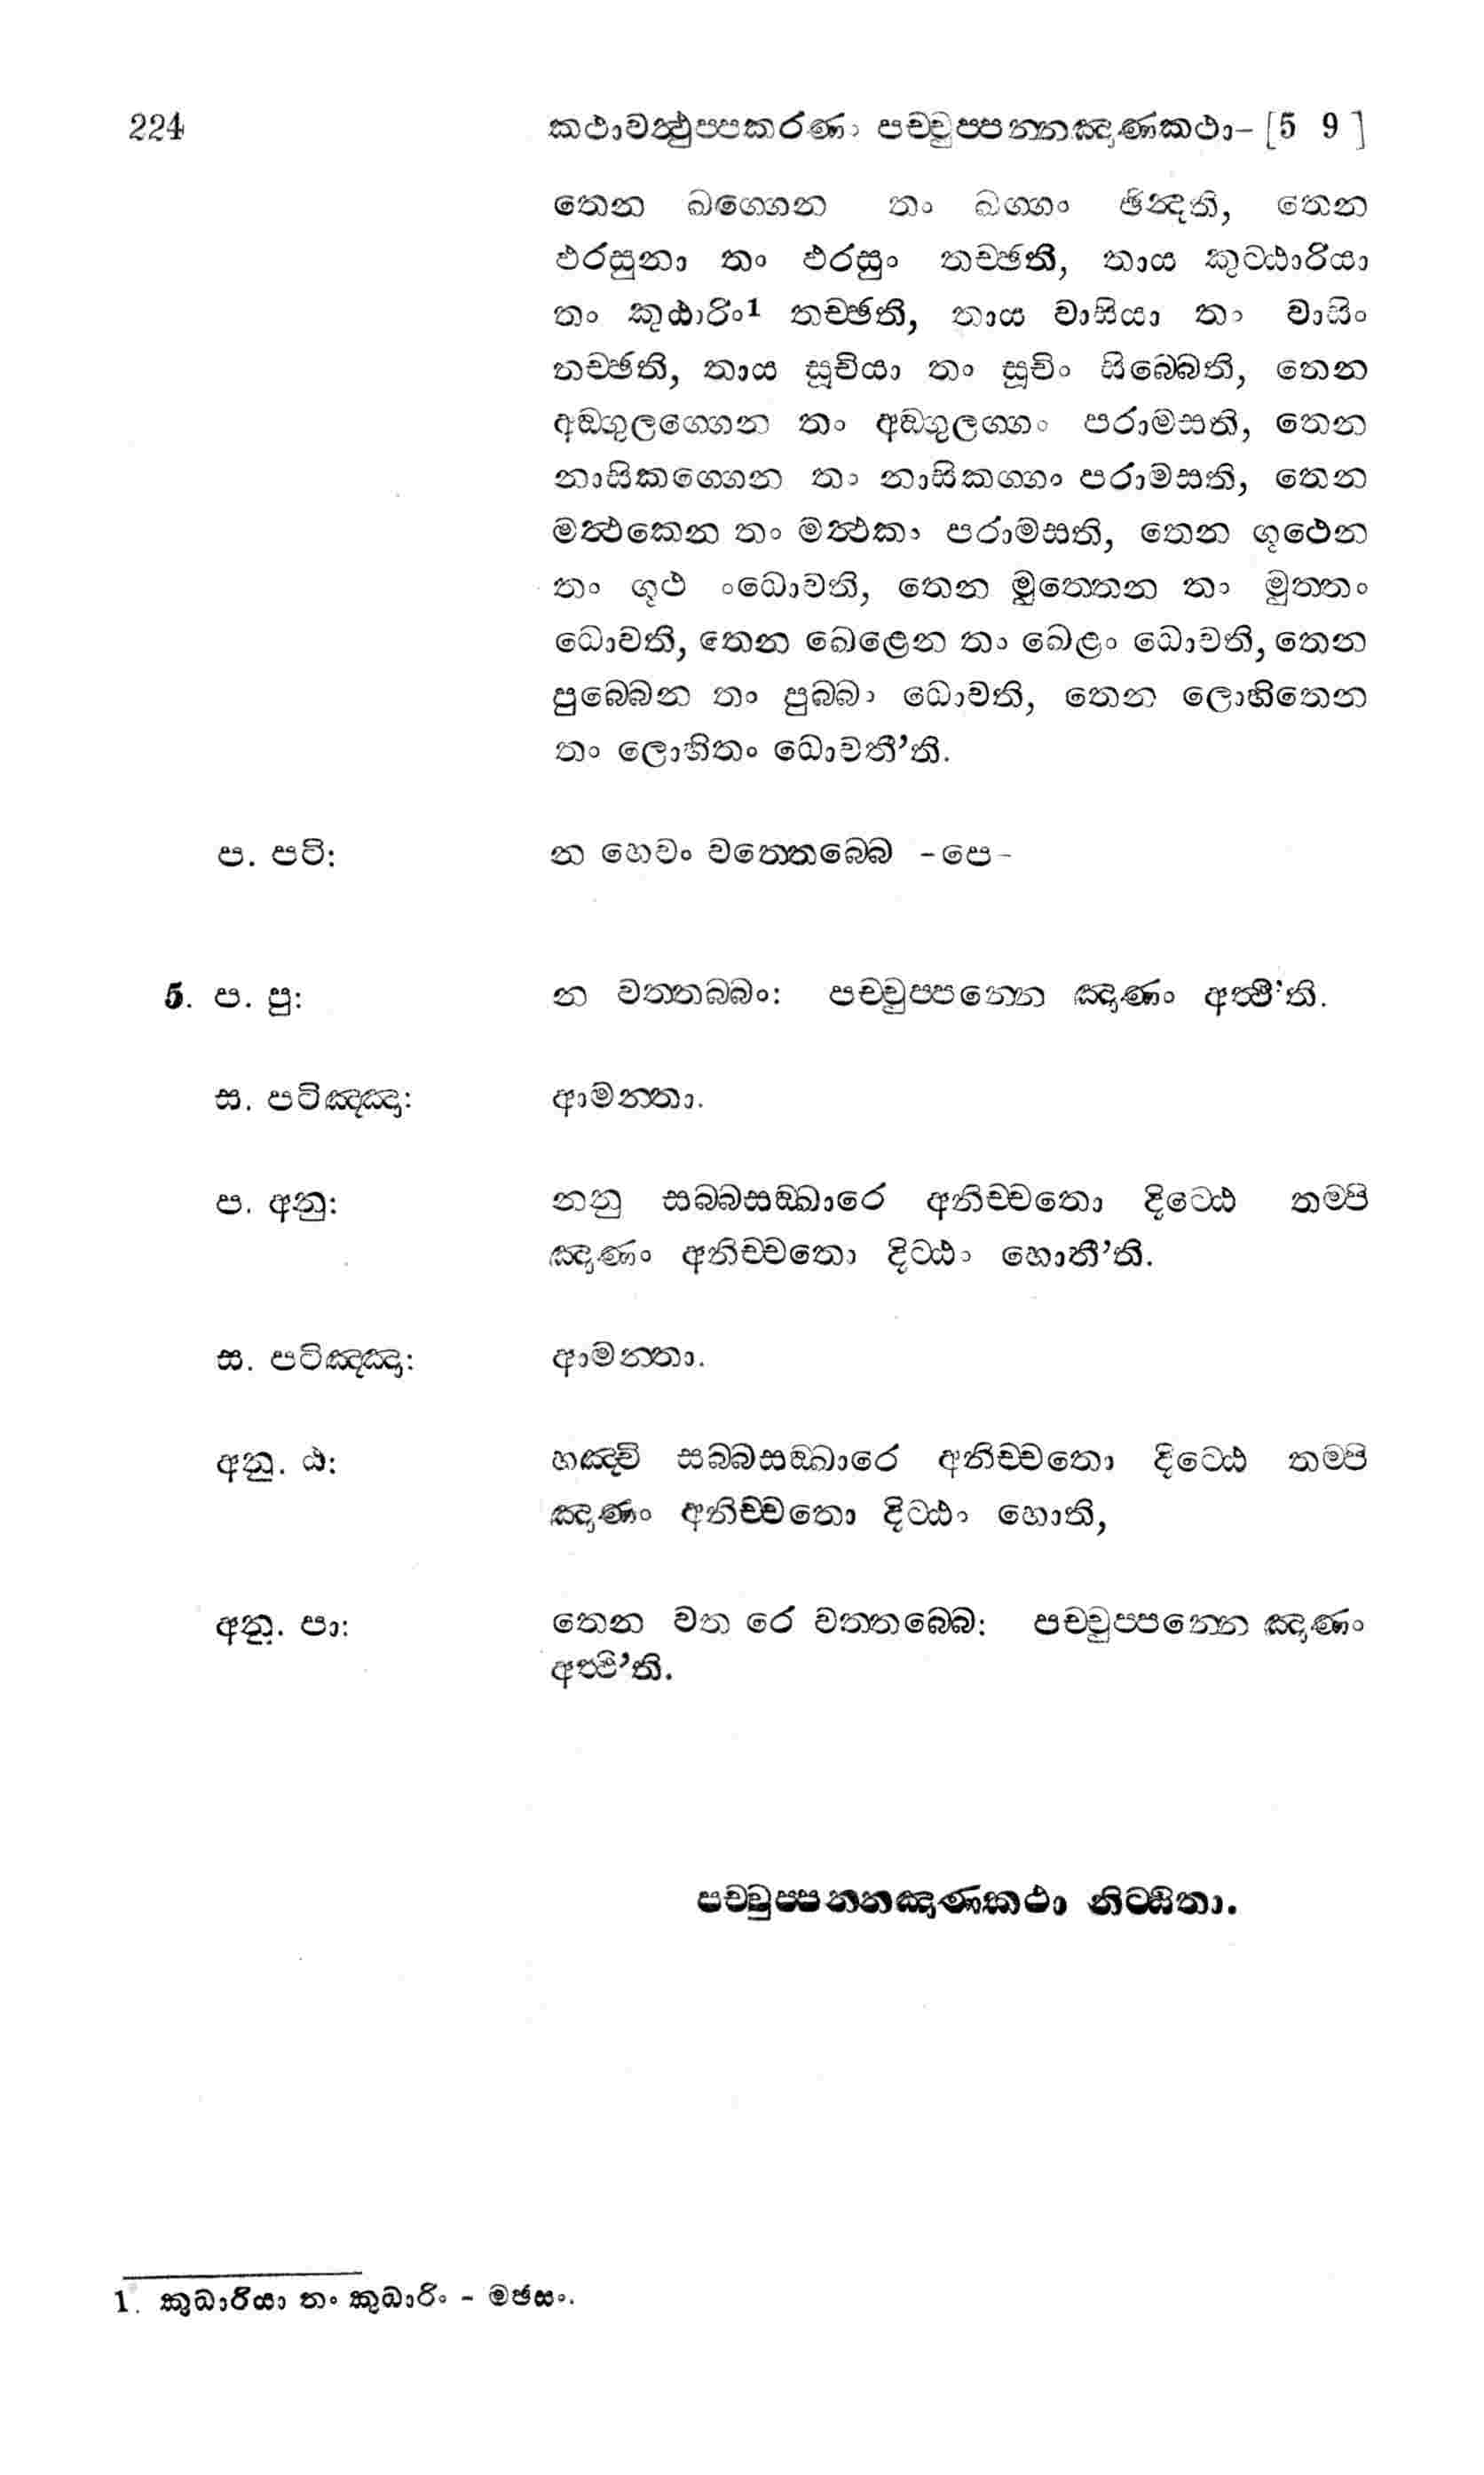 224 කථාවත්‍ථුප‍්පකරණං පච‍්චුප‍්පන‍්නඤාණකථා- [5 9]
තෙන ඛග‍්ගෙන තං ඛග‍්ගං ඡින්‍දති, තෙන
ඵරසුනා තං ඵරසුං තච‍්ඡති, තාය කුට‍්ඨාරියා
තං කුඨාරිං1 තච‍්ඡති, තාය වාසියා තං වාසිං
තච‍්ඡති, තාය සූචියා තං සූචිං සිබ‍්බෙති, තෙන
අඞ‍්ගුලග‍්ගෙන තං අඞ‍්ගුලග‍්ගං පරාමසති, තෙන
නාසිකග‍්ගෙන තං නාසිකග‍්ගං පරාමසති, තෙන
මත්‍ථකෙන තං මත්‍ථකං පරාමසති, තෙන ගූථෙන
තං ගූථ ංධොවති, තෙන මුත‍්තෙන තං මුත‍්තං
ධොවති, තෙන ඛෙළෙන තං ඛෙළං ධොවති, තෙන
පුබ‍්බෙන තං පුබ‍්බං ධොවති, තෙන ලොහිතෙන
තං ලොහිතං ධොවතී’ති.
ප. පටි: න හෙවං වත‍්තබ‍්බෙ -පෙ-
5. ප. පු: න වත‍්තබ‍්බං: පච‍්චුප‍්පන‍්නෙ ඤාණං අත්‍ථී’ති.
ස. පටිඤ‍්ඤා: ආමන‍්තා.
ප. අනු: නනු සබ‍්බසඞ‍්ඛාරෙ අනිච‍්චතො දිට‍්ඨෙ තම‍්පි
ඤාණං අනිච‍්චතො දිට‍්ඨං හොතී’ති.
ස. පටිඤ‍්ඤා: ආමන‍්තා.
අනු. ඨ: හඤ‍්චි සබ‍්බසඞ‍්ඛාරෙ අනිච‍්චතො දිට‍්ඨෙ තම‍්පි
ඤාණං අනිච‍්චතො දිට‍්ඨං හොති,
අනු. පා: තෙන වත රෙ වත‍්තබ‍්බෙ: පච‍්චුප‍්පන‍්නෙ ඤාණං
අත්‍ථි’ති.
පච‍්චුප‍්පන‍්නඤාණකථා නිට‍්ඨිතා.
1. කුඛාරියා තං කුඛාරිං - මඡසං.